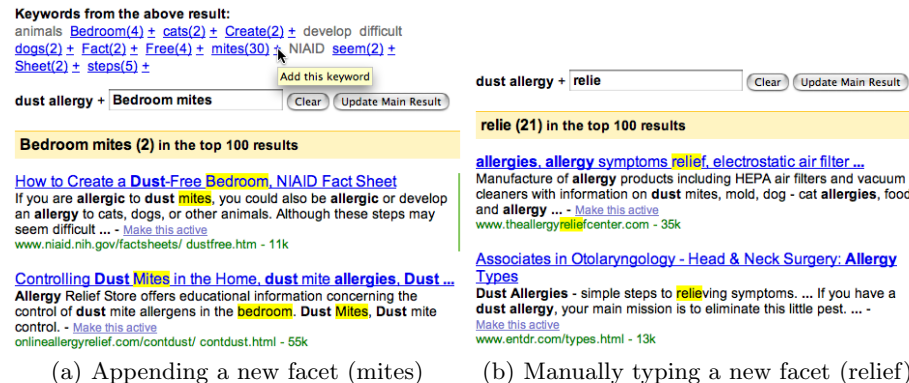 Keywords from the above result:
animals Bedroom(4) + cats(2) + Create(2) + develop difficult
dogs(2) + Fact(2) + Free(4) + mites(30) + NIAID seem(2) +
Sheet(2) + steps(5) +
Add this keyword
dust allergy + Bedroom mites Clear Update Main Result
Bedroom mites (2) in the top 100 results
How to Create a Dust-Free Bedroom, NIAID Fact Sheet
If you are allergic to dust mites, you could also be allergic or develop
an allergy to cats, dogs, or other animals. Although these steps may
seem difficult ... - Make this active
www.niaid.nih.gov/factsheets/ dustfree.htm - 11k
Controlling Dust Mites in the Home, dust mite allergies, Dust ...
Allergy Relief Store offers educational information concerning the
control of dust mite allergens in the bedroom. Dust Mites, Dust mite
control. - Make this active
onlineallergyrelief.com/contdust/ contdust.html - 55k
(a) Appending a new facet (mites)
dust allergy + relie Clear Update Main Result
relie (21) in the top 100 results
allergies, allergy symptoms relief, electrostatic air filter ...
Manufacture of allergy products including HEPA air filters and vacuum
cleaners with information on dust mites, mold, dog - cat allergies, food
and allergy ... - Make this active
www.theallergyreliefcenter.com - 35k
Associates in Otolaryngology - Head & Neck Surgery: Allergy
Types
Dust Allergies - simple steps to relieving symptoms. ... If you have a
dust allergy, your main mission is to eliminate this little pest. ... -
Make this active
www.entdr.com/types.html - 13k
(b) Manually typing a new facet (relief)